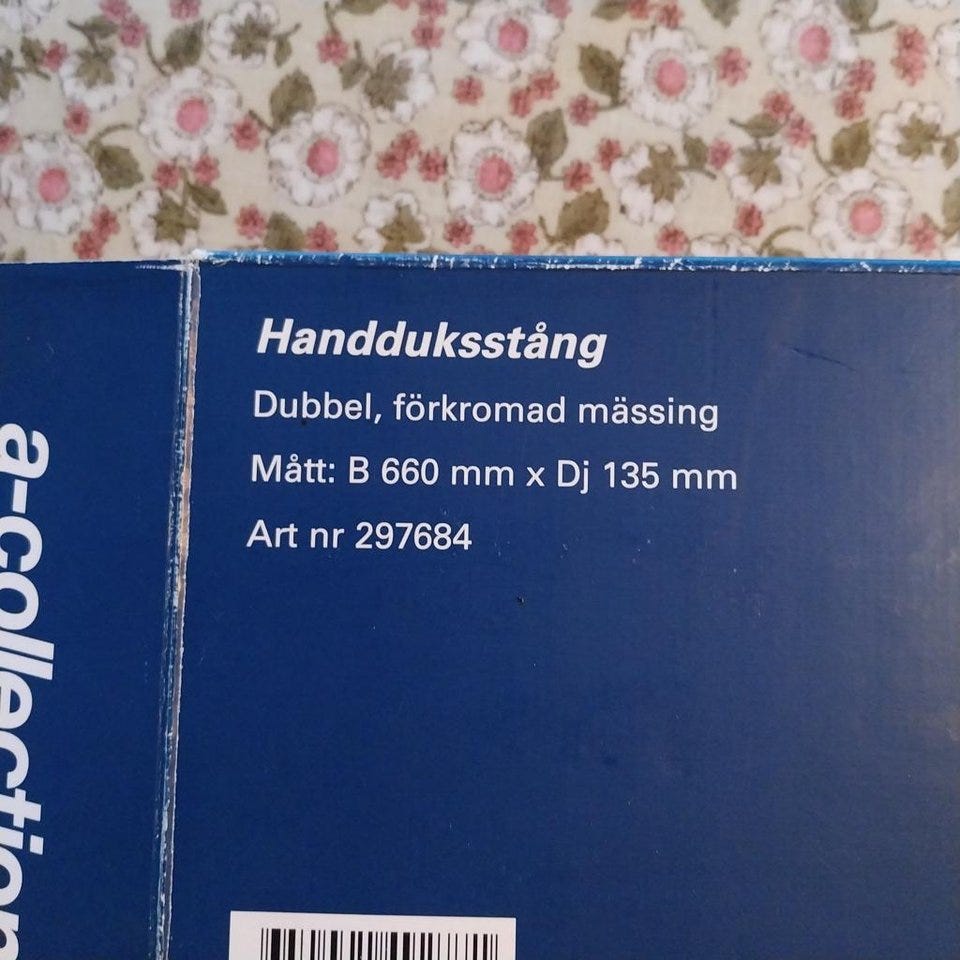 Handduksstång
Dubbel, förkromad mässing
Mått: B 660 mm x Dj 135 mm
Art nr 297684
a-collection